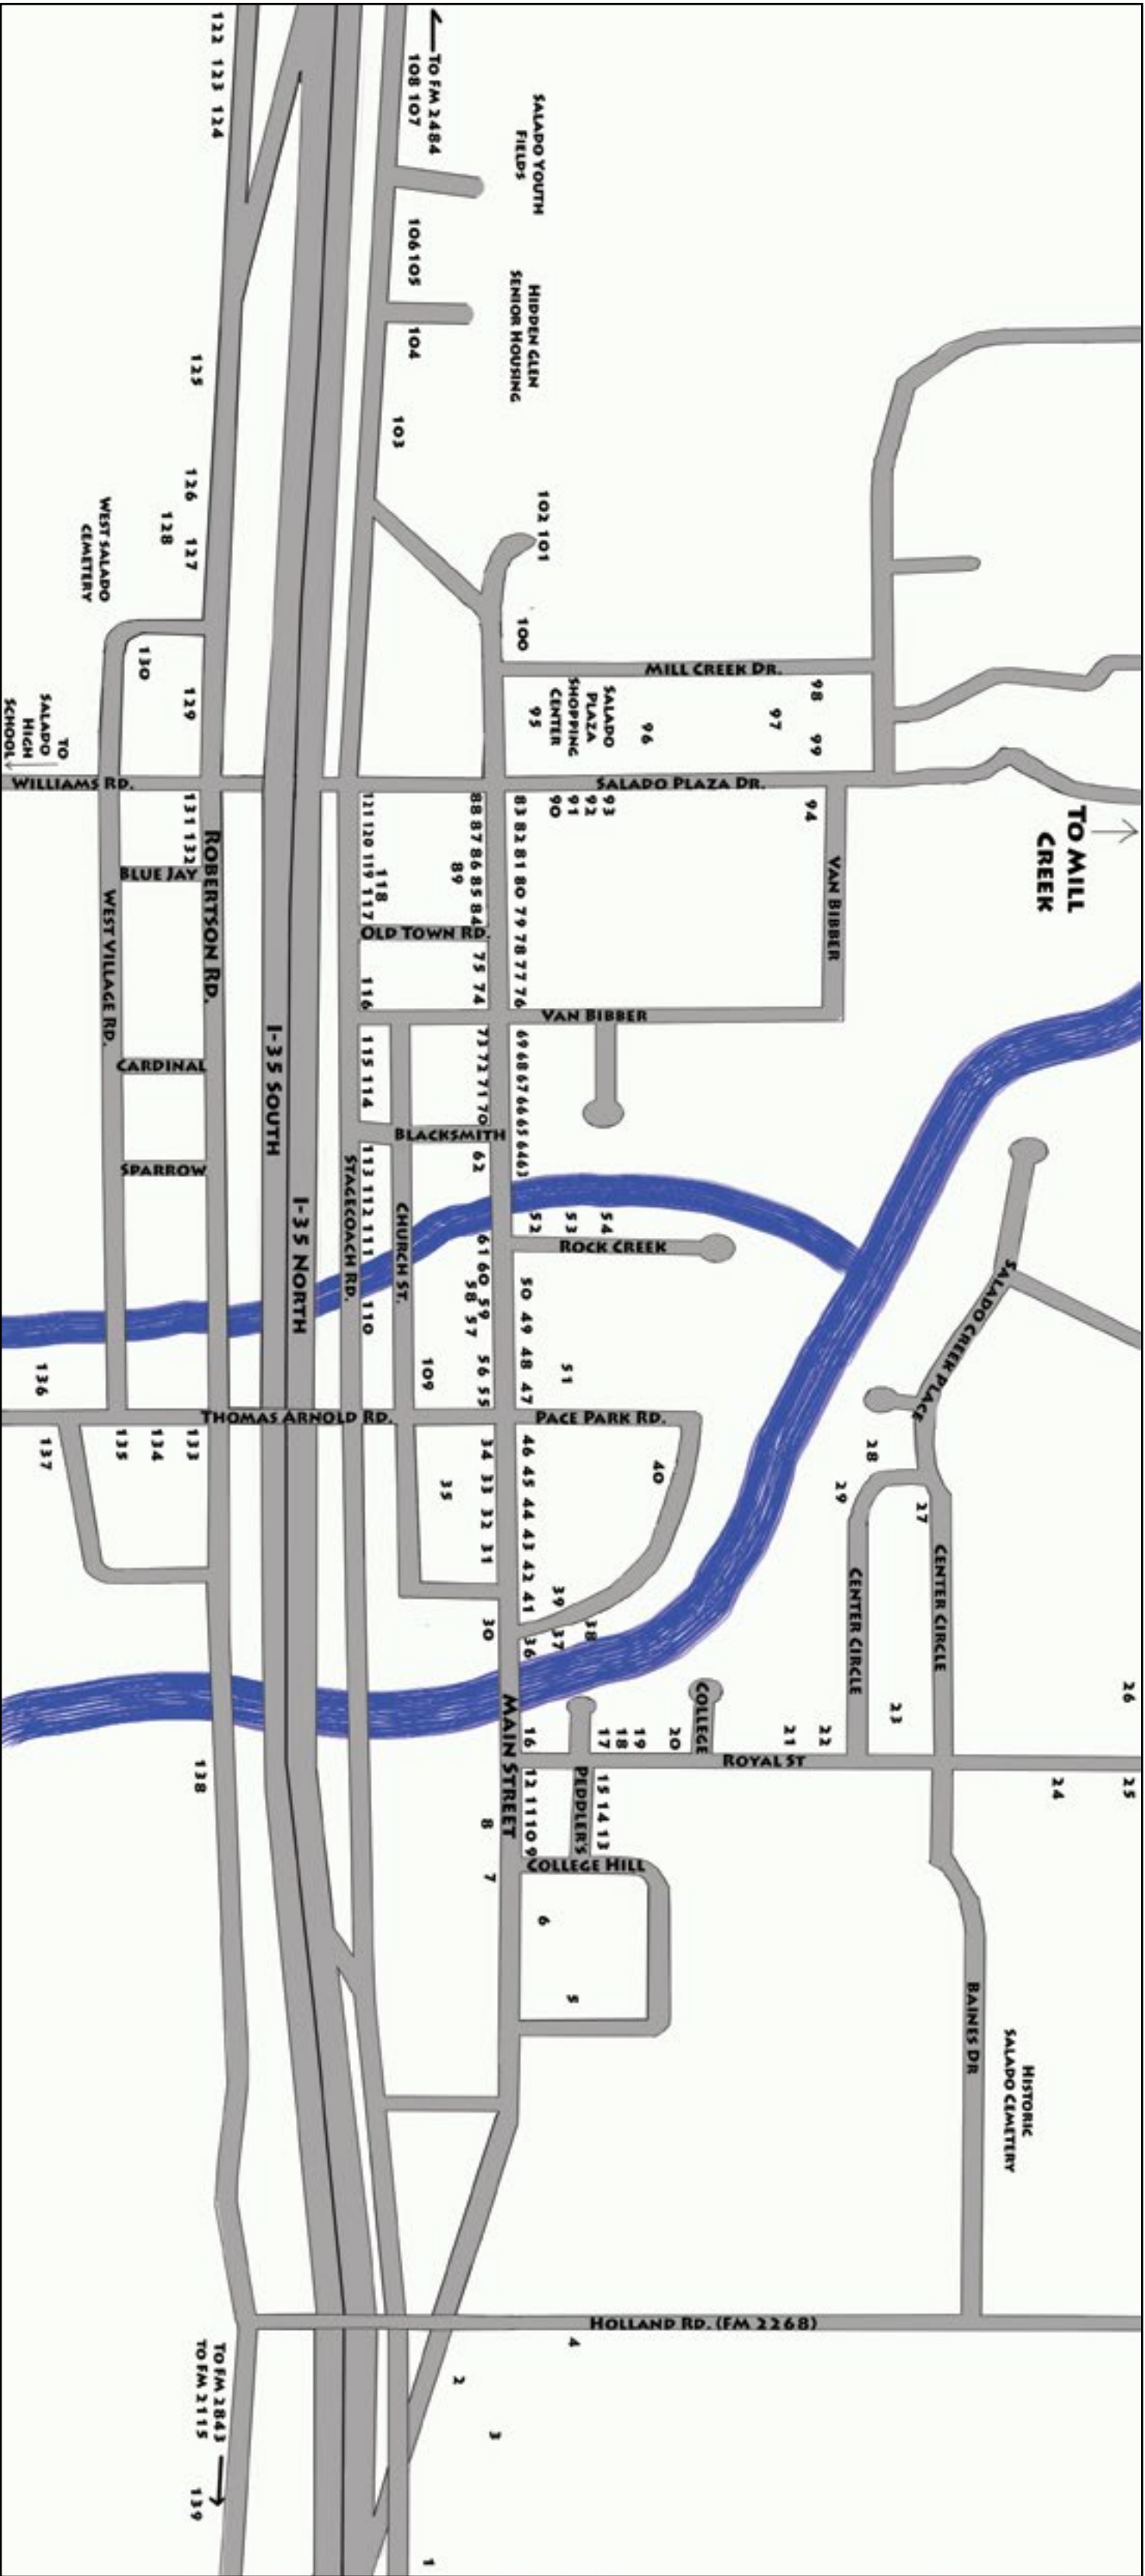 122 123 124
To FM 2484
108 107
Salado Youth
Fields
106 105
Hidden Glen
Senior Housing
104
125
103
126
127
128
West Salado
Cemetery
102 101
100
130
129
Mill Creek Dr.
95
Salado
Plaza
Shopping
Center
96
97
98
99
To
Salado
High
School
Williams Rd.
Salado Plaza Dr.
To Mill
Creek
131 132
Blue Jay
Robertson Rd.
West Village Rd.
121 120 119 117
118
88 87 86 85 84
89
83 82 81 80 79 78 77 76
90
91
92
93
94
Van Bibber
Old Town Rd.
75 74
116
Van Bibber
Cardinal
Sparrow
I-35 South
I-35 North
115 114
73 72 71 70
69 68 67 66 65 64 63
Blacksmith
62
113 112 111
110
Stagecoach Rd.
Church St.
52
53
54
Rock Creek
61 60 59
58 57
56 55
50 49 48 47
51
109
Salado Creek Place
136
Thomas Arnold Rd.
Pace Park Rd.
137
135
134
133
35
34 33 32 31
46 45 44 43 42 41
40
39
38
37
36
30
28
29
27
Center Circle
Center Circle
26
23
Main Street
College
16
17
18
19
20
21
22
Royal St
24
25
138
12 11 10 9
Peddler's
15 14 13
8
7
College Hill
6
5
Baines Dr
Historic
Salado Cemetery
Holland Rd. (FM 2268)
4
2
3
To FM 2843
To FM 2115
139
1